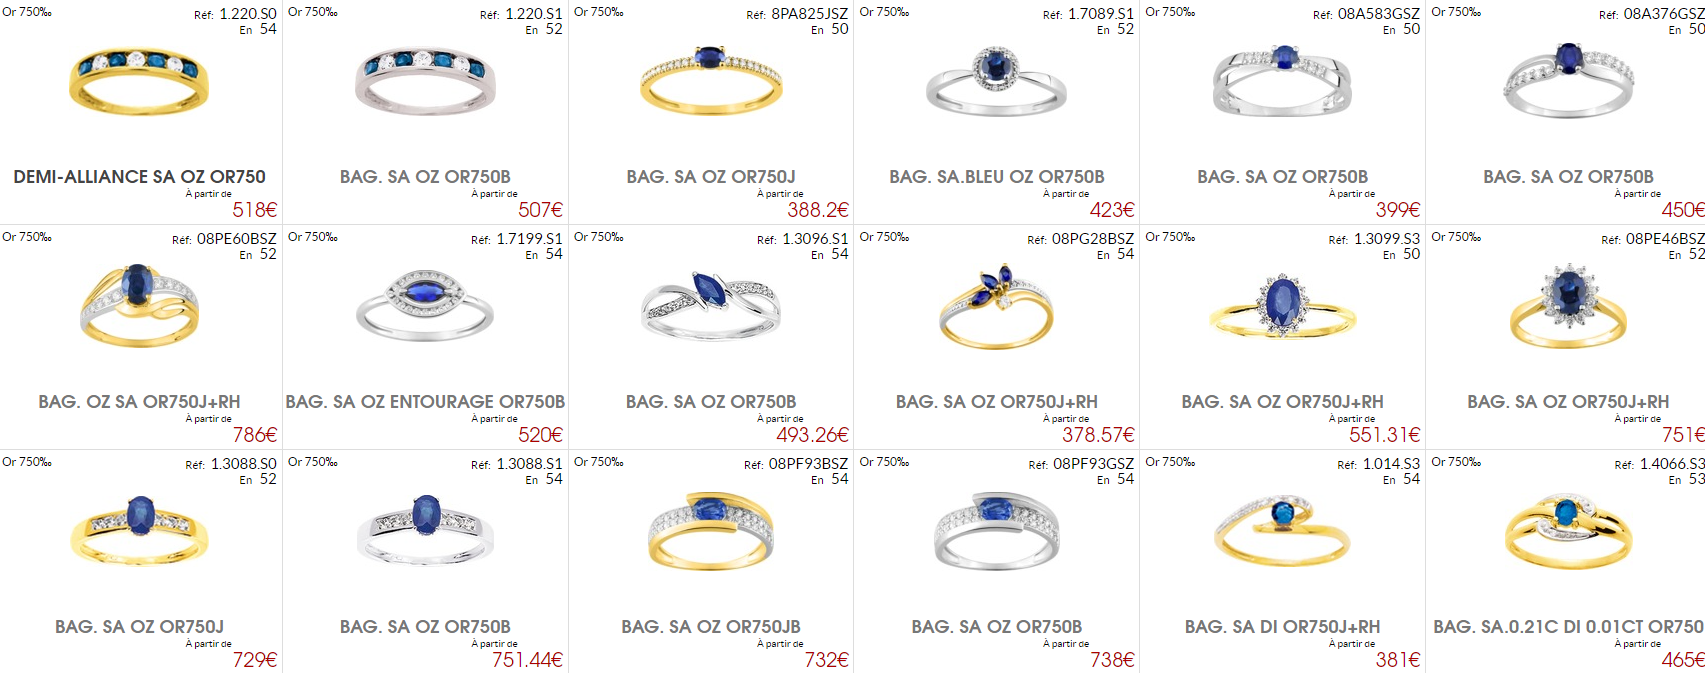 Or 750‰ Réf: 1.220.S0
En 54
DEMI-ALLIANCE SA OZ OR750
À partir de
518€
Or 750‰ Réf: 1.220.S1
En 52
BAG. SA OZ OR750B
À partir de
507€
Or 750‰ Réf: 8PA825JSZ
En 50
BAG. SA OZ OR750J
À partir de
388.2€
Or 750‰ Réf: 1.7089.S1
En 52
BAG. SA.BLEU OZ OR750B
À partir de
423€
Or 750‰ Réf: 08A583GSZ
En 50
BAG. SA OZ OR750B
À partir de
399€
Or 750‰ Réf: 08A376GSZ
En 50
BAG. SA OZ OR750B
À partir de
450€
Or 750‰ Réf: 08PE60BSZ
En 52
BAG. OZ SA OR750J+RH
À partir de
786€
Or 750‰ Réf: 1.7199.S1
En 54
BAG. SA OZ ENTOURAGE OR750B
À partir de
520€
Or 750‰ Réf: 1.3096.S1
En 54
BAG. SA OZ OR750B
À partir de
493.26€
Or 750‰ Réf: 08PG28BSZ
En 54
BAG. SA OZ OR750J+RH
À partir de
378.57€
Or 750‰ Réf: 1.3099.S3
En 50
BAG. SA OZ OR750J+RH
À partir de
551.31€
Or 750‰ Réf: 08PE46BSZ
En 52
BAG. SA OZ OR750J+RH
À partir de
751€
Or 750‰ Réf: 1.3088.S0
En 52
BAG. SA OZ OR750J
À partir de
729€
Or 750‰ Réf: 1.3088.S1
En 54
BAG. SA OZ OR750B
À partir de
751.44€
Or 750‰ Réf: 08PF93BSZ
En 54
BAG. SA OZ OR750JB
À partir de
732€
Or 750‰ Réf: 08PF93GSZ
En 54
BAG. SA OZ OR750B
À partir de
738€
Or 750‰ Réf: 1.014.S3
En 54
BAG. SA DI OR750J+RH
À partir de
381€
Or 750‰ Réf: 1.4066.S3
En 53
BAG. SA.0.21C DI 0.01CT OR750
À partir de
465€